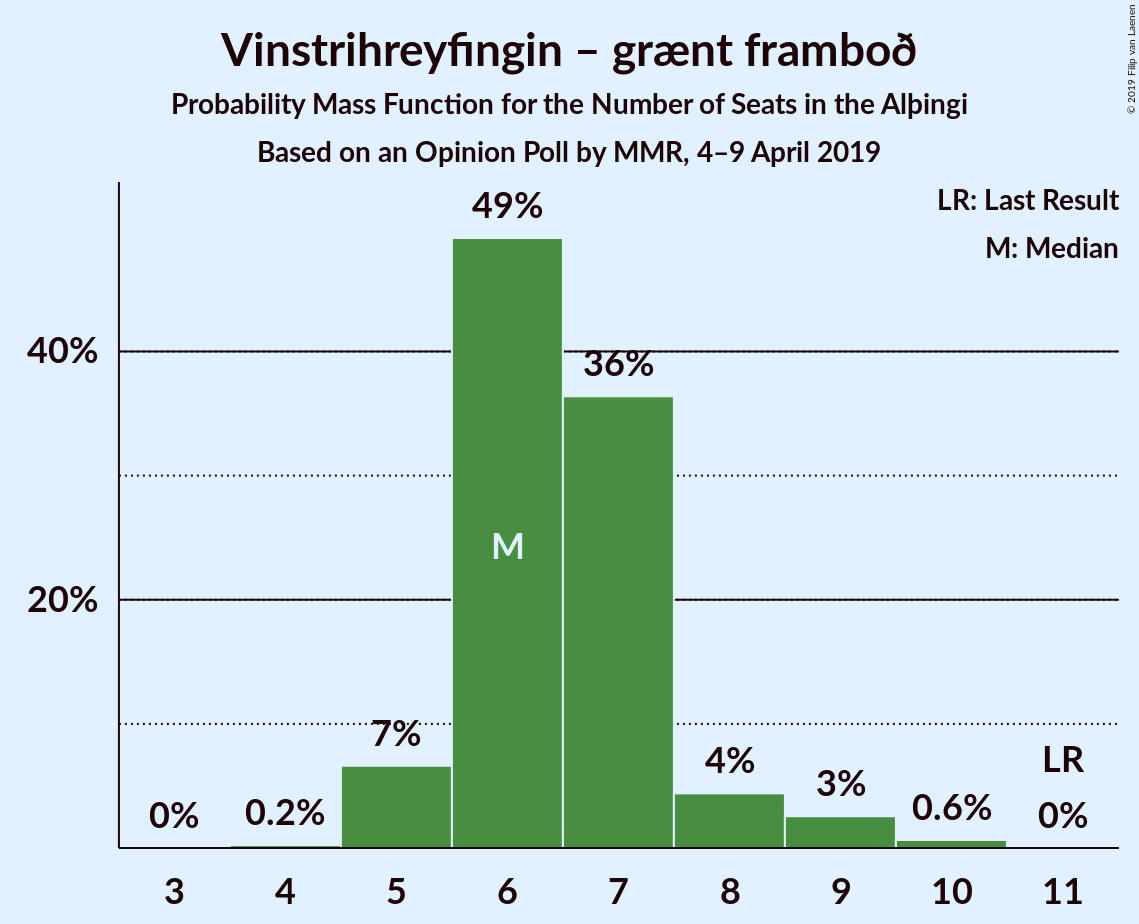 Vinstrihreyfingin – grænt framboð
Probability Mass Function for the Number of Seats in the Alþingi
Based on an Opinion Poll by MMR, 4–9 April 2019
© 2019 Filip van Laenen
LR: Last Result
M: Median
49%
40%
36%
M
20%
7%
4%
LR
3%
0%
0.2%
0.6%
0%
3 4 5 6 7 8 9 10 11